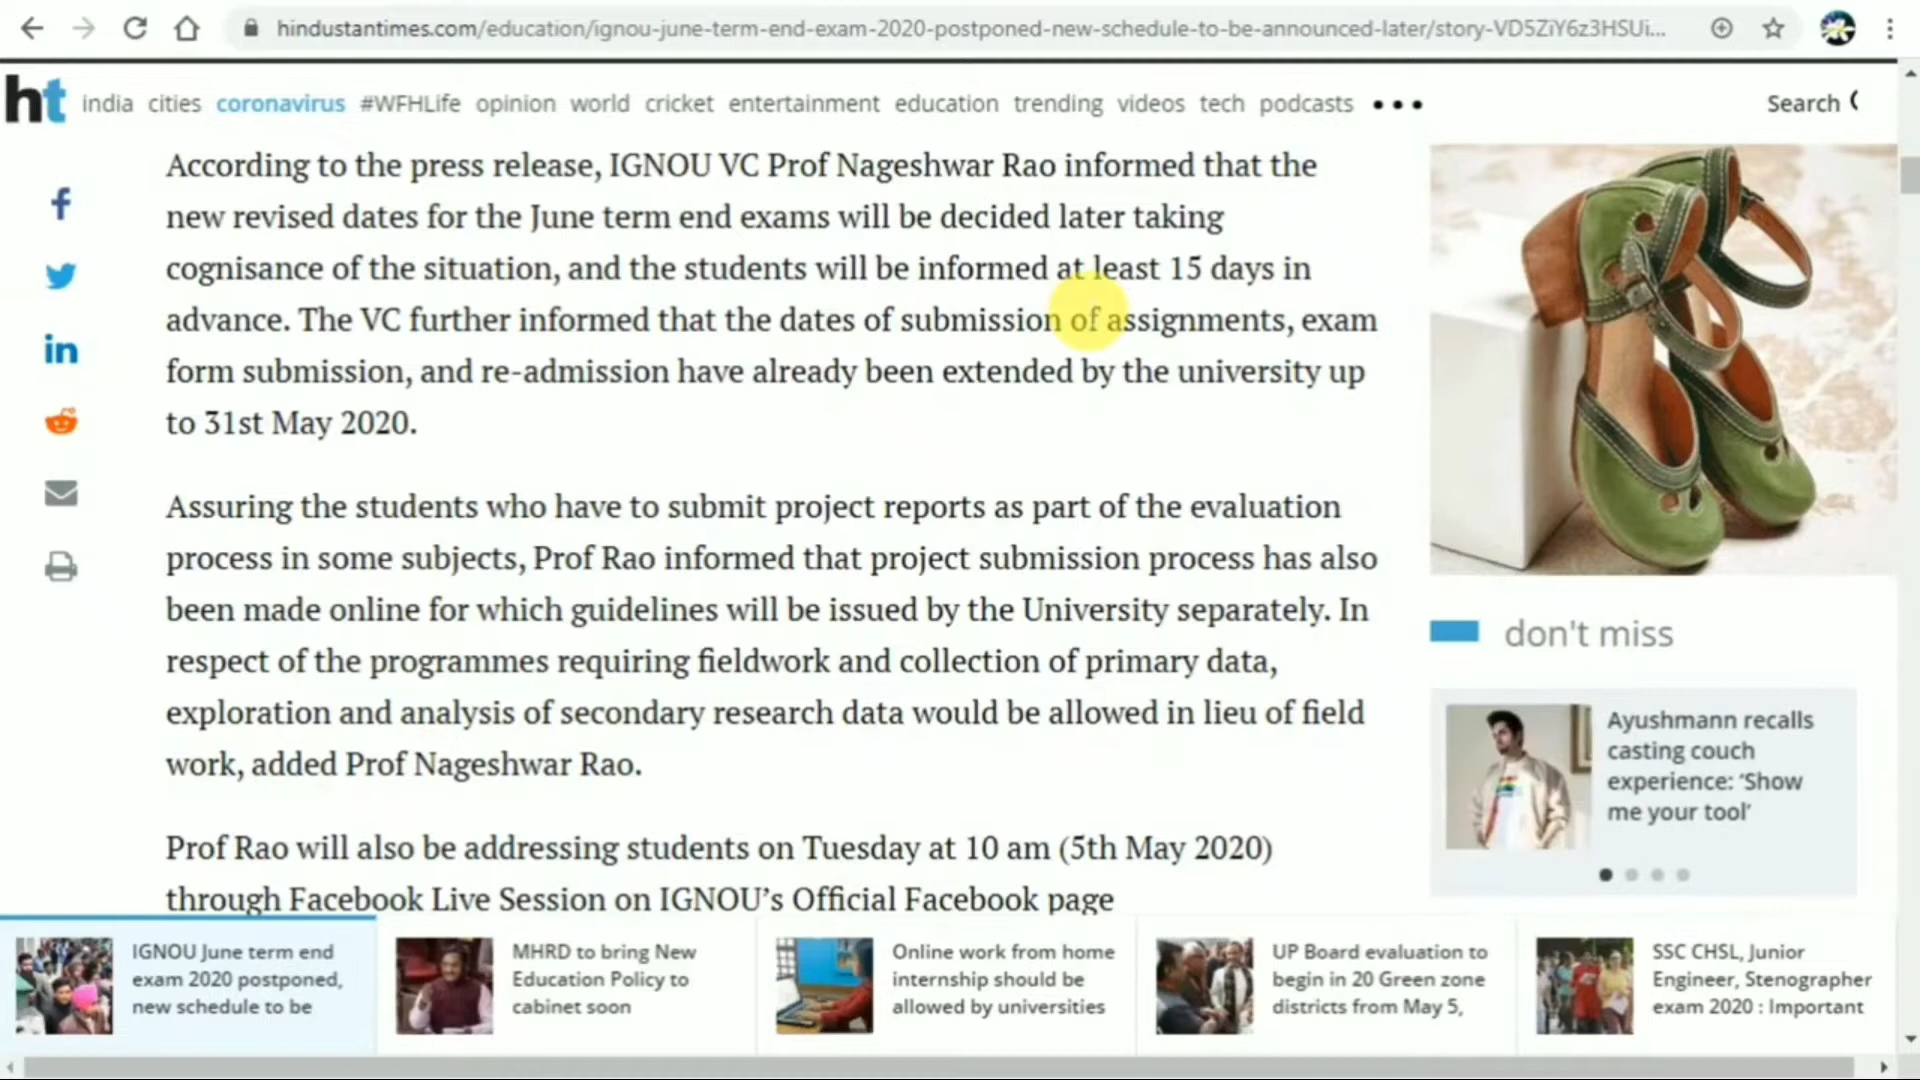 hindustantimes.com/education/ignou-june-term-end-exam-2020-postponed-new-schedule-to-be-announced-later/story-VD5ZiY6z3HSUi...
ht india cities coronavirus #WFHLife opinion world cricket entertainment education trending videos tech podcasts ••• Search
According to the press release, IGNOU VC Prof Nageshwar Rao informed that the
new revised dates for the June term end exams will be decided later taking
cognisance of the situation, and the students will be informed at least 15 days in
advance. The VC further informed that the dates of submission of assignments, exam
form submission, and re-admission have already been extended by the university up
to 31st May 2020.
Assuring the students who have to submit project reports as part of the evaluation
process in some subjects, Prof Rao informed that project submission process has also
been made online for which guidelines will be issued by the University separately. In
respect of the programmes requiring fieldwork and collection of primary data,
exploration and analysis of secondary research data would be allowed in lieu of field
work, added Prof Nageshwar Rao.
Prof Rao will also be addressing students on Tuesday at 10 am (5th May 2020)
through Facebook Live Session on IGNOU's Official Facebook page
don't miss
Ayushmann recalls
casting couch
experience: ‘Show
me your tool’
IGNOU June term end
exam 2020 postponed,
new schedule to be
MHRD to bring New
Education Policy to
cabinet soon
Online work from home
internship should be
allowed by universities
UP Board evaluation to
begin in 20 Green zone
districts from May 5,
SSC CHSL, Junior
Engineer, Stenographer
exam 2020 : Important